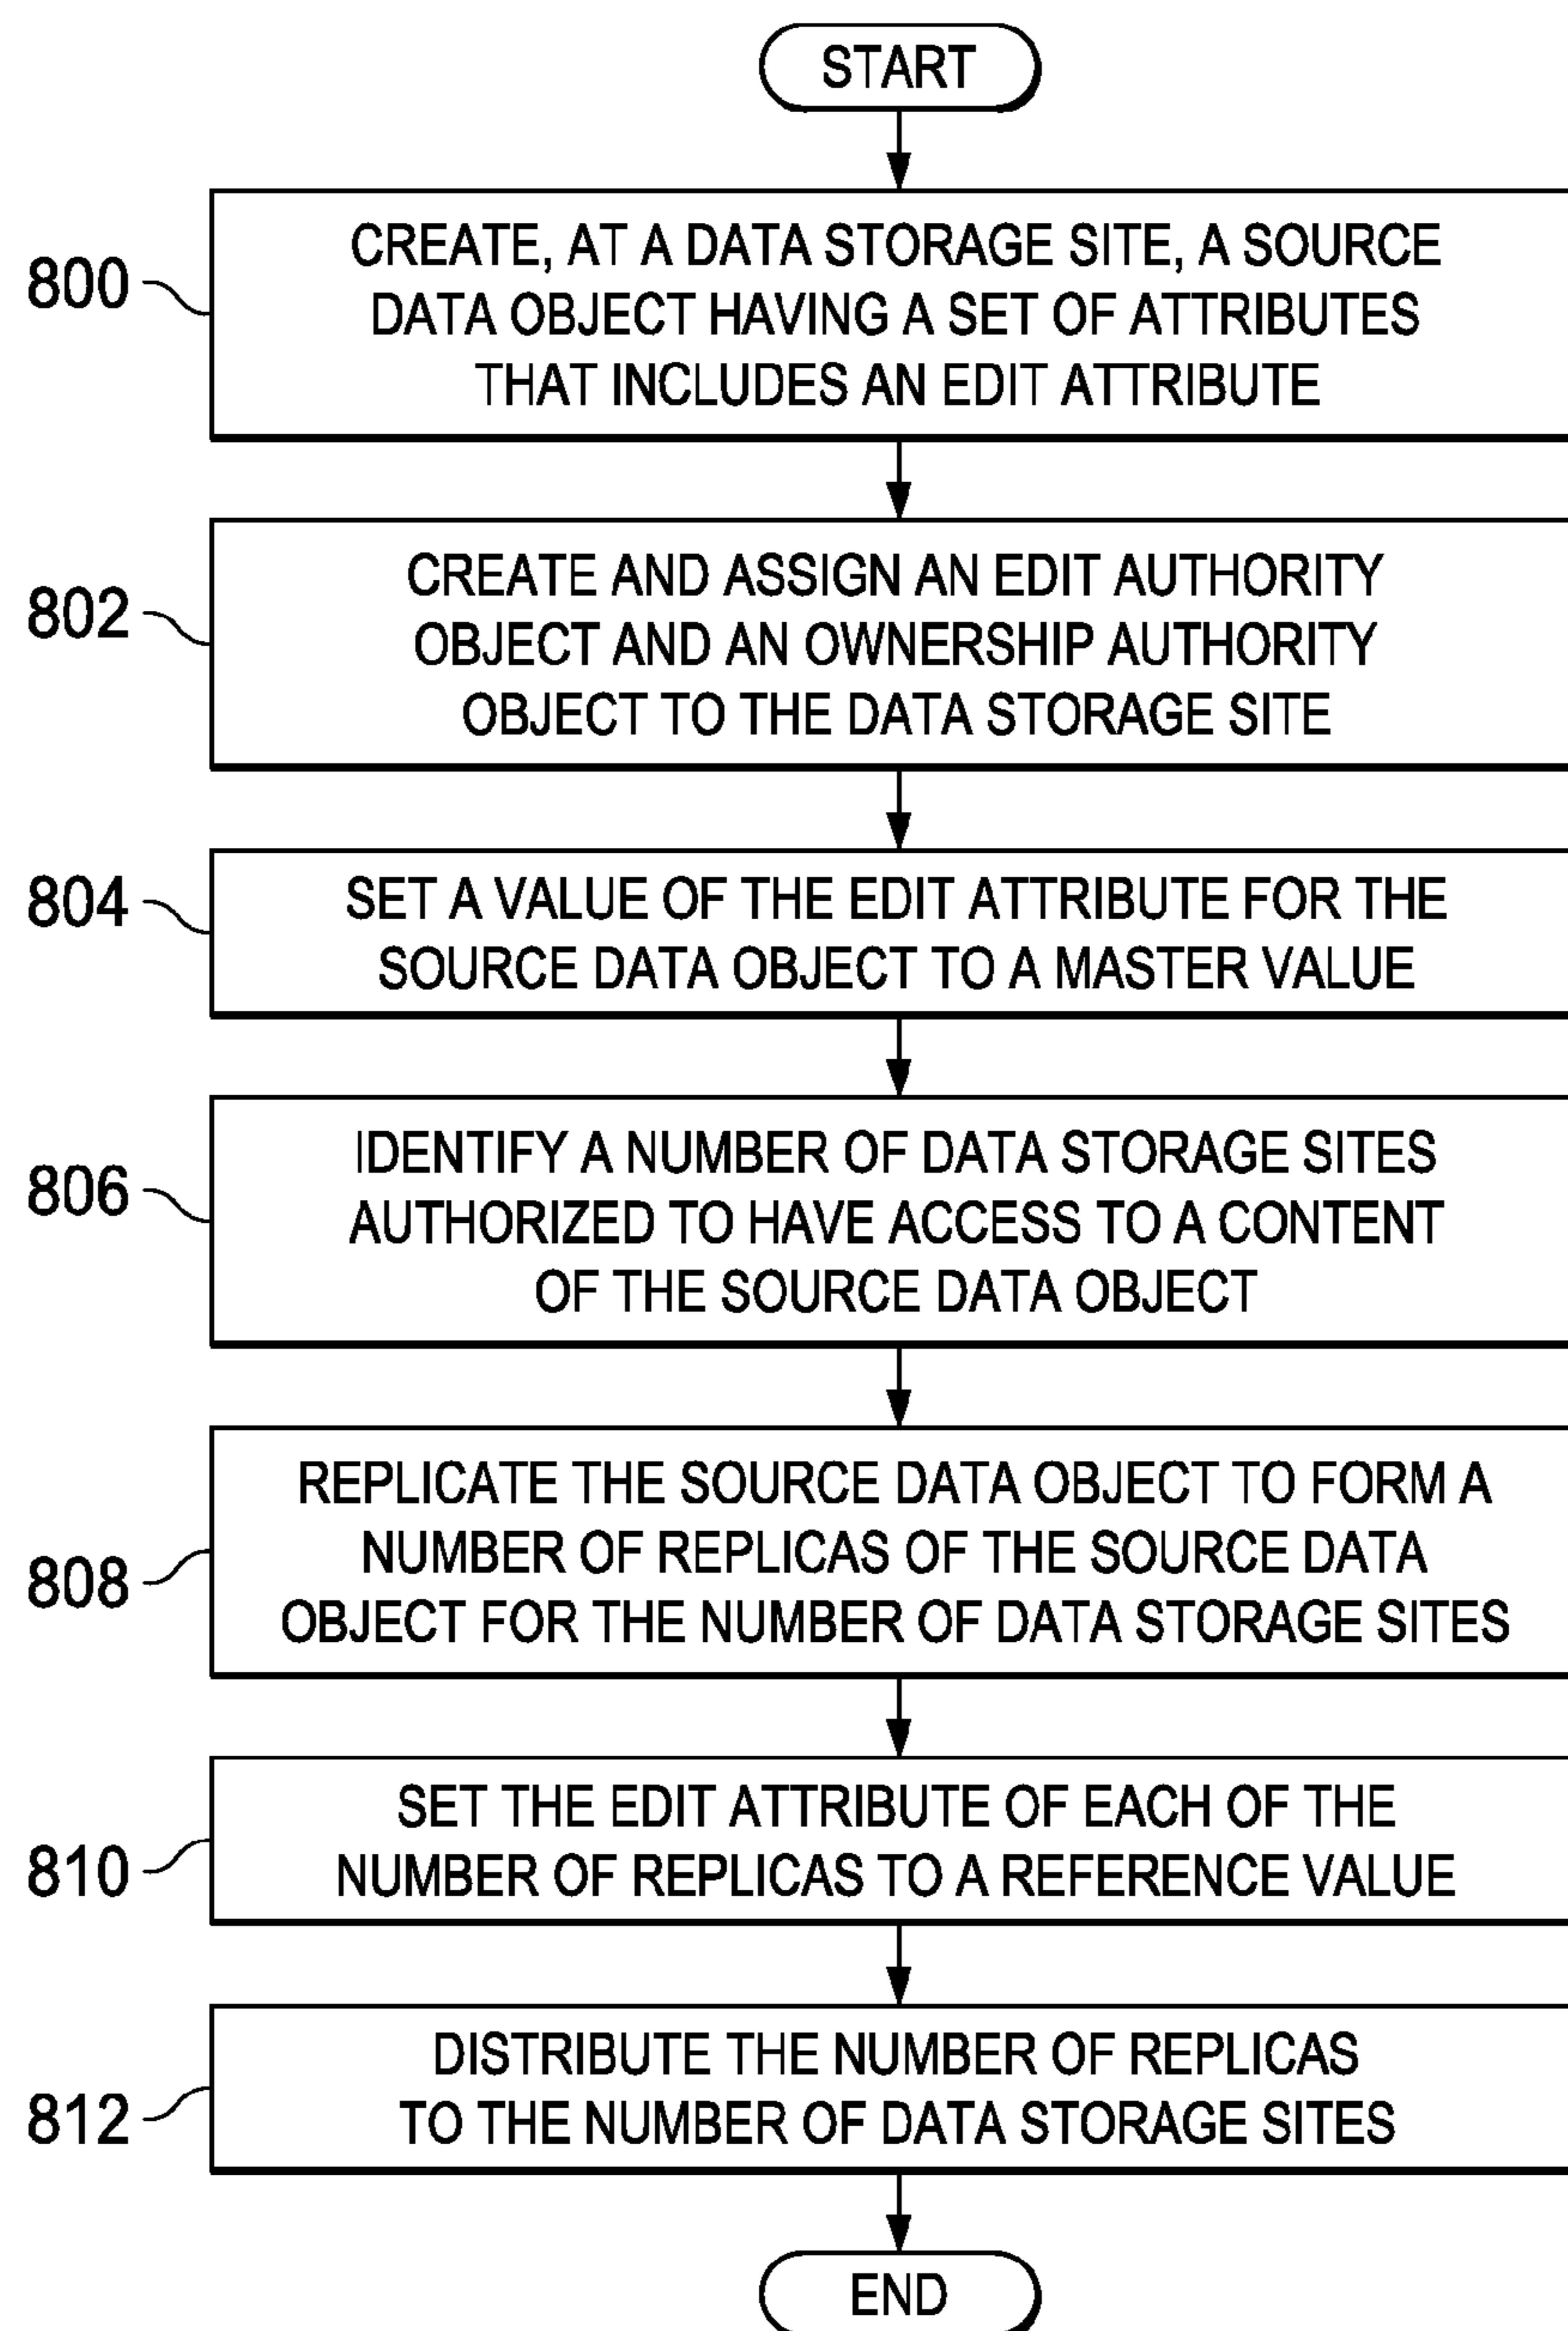 START
800
CREATE, AT A DATA STORAGE SITE, A SOURCE
DATA OBJECT HAVING A SET OF ATTRIBUTES
THAT INCLUDES AN EDIT ATTRIBUTE
802
CREATE AND ASSIGN AN EDIT AUTHORITY
OBJECT AND AN OWNERSHIP AUTHORITY
OBJECT TO THE DATA STORAGE SITE
804
SET A VALUE OF THE EDIT ATTRIBUTE FOR THE
SOURCE DATA OBJECT TO A MASTER VALUE
806
IDENTIFY A NUMBER OF DATA STORAGE SITES
AUTHORIZED TO HAVE ACCESS TO A CONTENT
OF THE SOURCE DATA OBJECT
808
REPLICATE THE SOURCE DATA OBJECT TO FORM A
NUMBER OF REPLICAS OF THE SOURCE DATA
OBJECT FOR THE NUMBER OF DATA STORAGE SITES
810
SET THE EDIT ATTRIBUTE OF EACH OF THE
NUMBER OF REPLICAS TO A REFERENCE VALUE
812
DISTRIBUTE THE NUMBER OF REPLICAS
TO THE NUMBER OF DATA STORAGE SITES
END